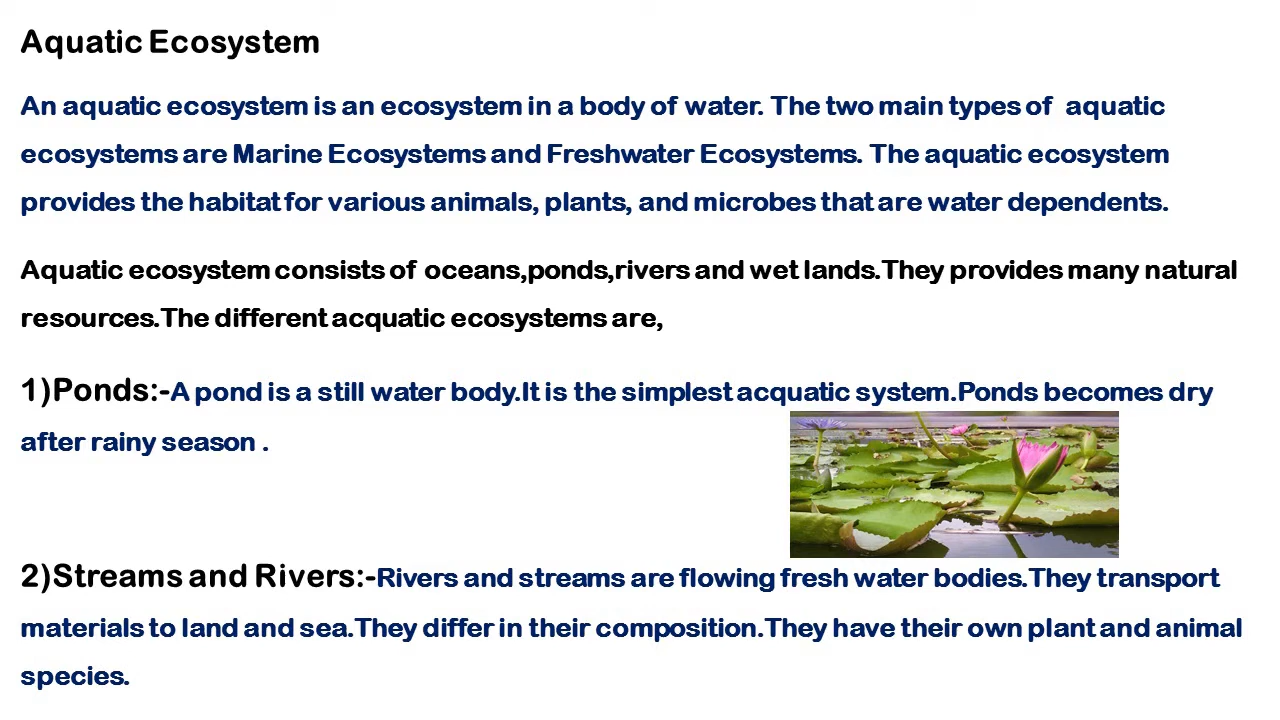 Aquatic Ecosystem
An aquatic ecosystem is an ecosystem in a body of water. The two main types of aquatic
ecosystems are Marine Ecosystems and Freshwater Ecosystems. The aquatic ecosystem
provides the habitat for various animals, plants, and microbes that are water dependents.
Aquatic ecosystem consists of oceans,ponds,rivers and wet lands.They provides many natural
resources.The different acquatic ecosystems are,
1)Ponds:-A pond is a still water body.It is the simplest acquatic system.Ponds becomes dry
after rainy season .
2)Streams and Rivers:-Rivers and streams are flowing fresh water bodies.They transport
materials to land and sea.They differ in their composition.They have their own plant and animal
species.